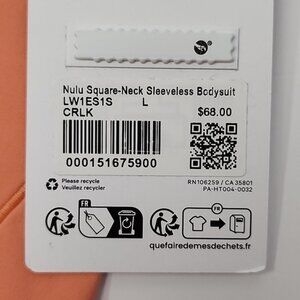 Nulu Square-Neck Sleeveless Bodysuit
LW1ES1S L
CRLK $68.00
000151675900
Please recycle
Veuillez recycler
RN106259 / CA 35801
PA-HT004-0032
FR
FR
quefairedemesdechets.fr